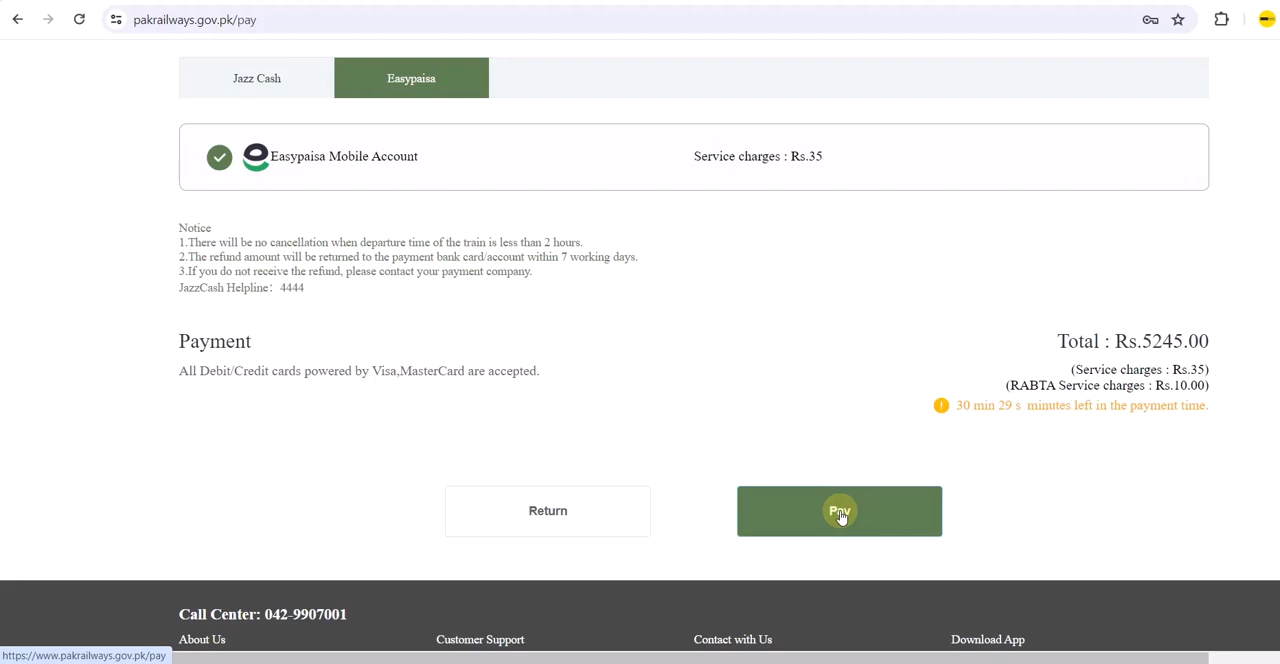 pakrailways.gov.pk/pay
Jazz Cash
Easypaisa
Easypaisa Mobile Account
Service charges : Rs.35
Notice
1.There will be no cancellation when departure time of the train is less than 2 hours.
2.The refund amount will be returned to the payment bank card/account within 7 working days.
3.If you do not receive the refund, please contact your payment company.
JazzCash Helpline： 4444
Payment
Total : Rs.5245.00
All Debit/Credit cards powered by Visa,MasterCard are accepted.
(Service charges : Rs.35)
(RABTA Service charges : Rs.10.00)
30 min 29 s minutes left in the payment time.
Return
Pay
Call Center: 042-9907001
About Us
Customer Support
Contact with Us
Download App
https://www.pakrailways.gov.pk/pay